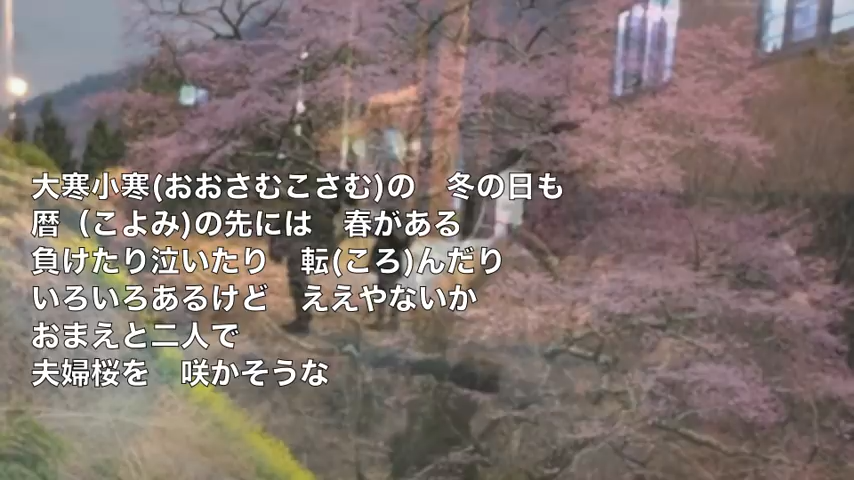 大寒小寒(おおさむこさむ)の　冬の日も
暦（こよみ)の先には　春がある
負けたり泣いたり　転(ころ)んだり
いろいろあるけど　ええやないか
おまえと二人で
夫婦桜を　咲かそうな